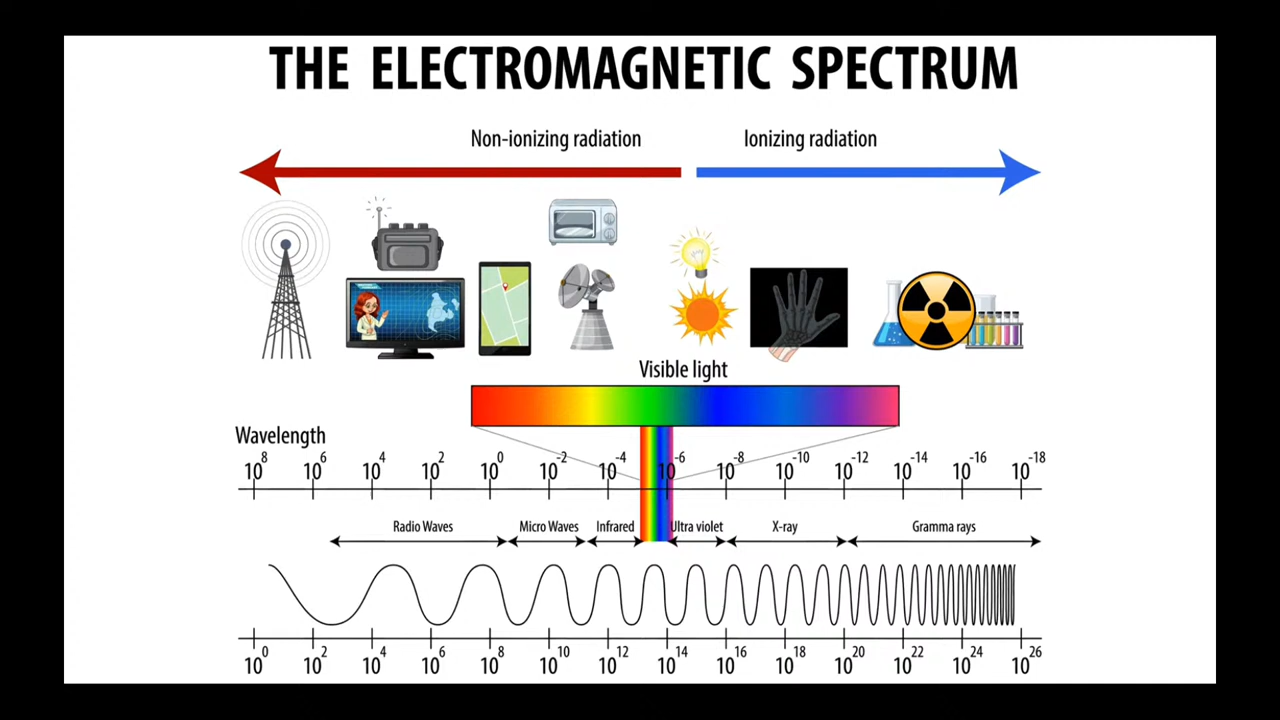 THE ELECTROMAGNETIC SPECTRUM
Non-ionizing radiation Ionizing radiation
Visible light
Wavelength
10^8 10^6 10^4 10^2 10^0 10^-2 10^-4 10^-6 10^-8 10^-10 10^-12 10^-14 10^-16 10^-18
Radio Waves Micro Waves Infrared Ultra violet X-ray Gramma rays
10^0 10^2 10^4 10^6 10^8 10^10 10^12 10^14 10^16 10^18 10^20 10^22 10^24 10^26